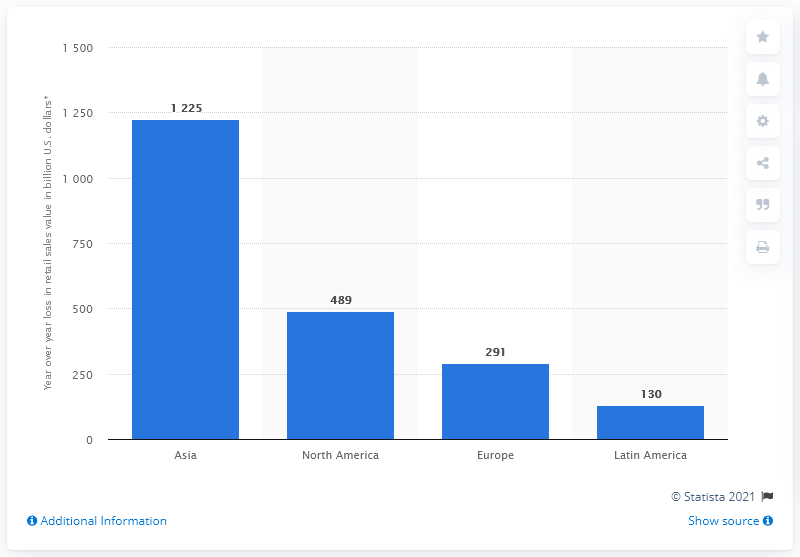 Year over year loss in retail sales value in billion U.S. dollars*
1 500
1 250
1 000
750
500
250
0
1 225
489
291
130
Asia
North America
Europe
Latin America
© Statista 2021
Additional Information
Show source